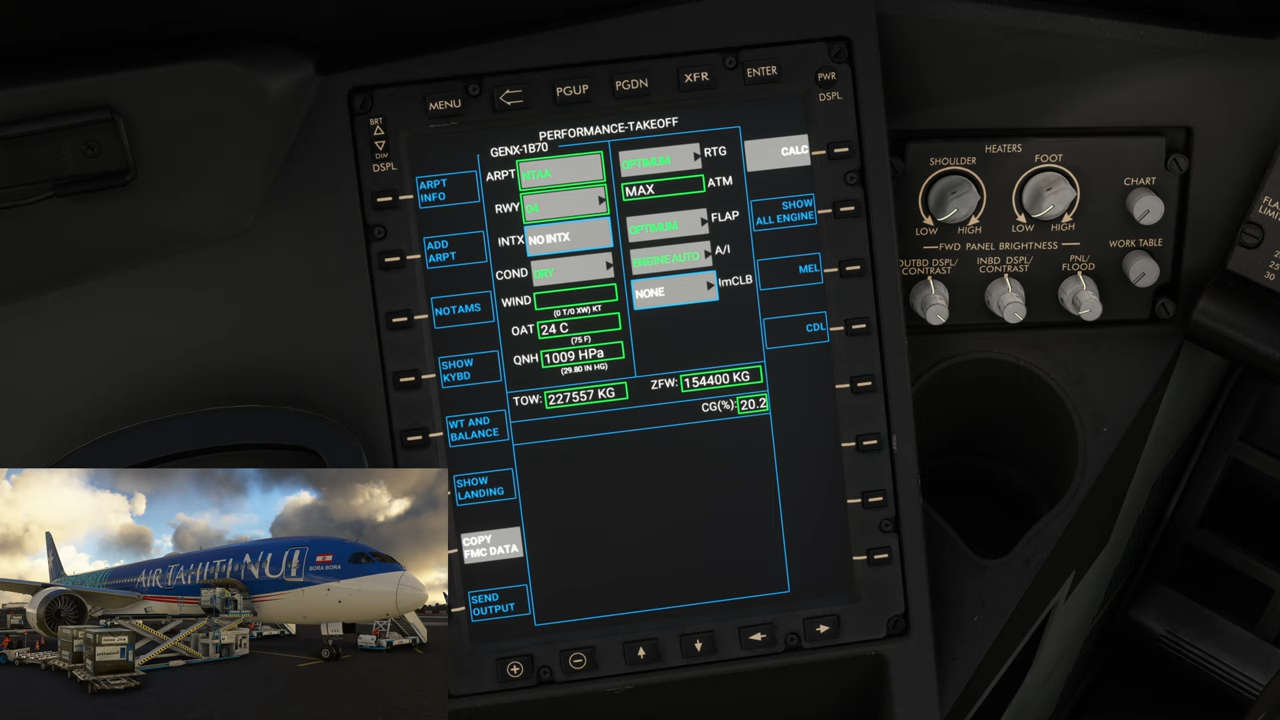 MENU
PGUP
PGDN
XFR
ENTER
PWR
DSPL
BRT
DIM
DSPL
PERFORMANCE-TAKEOFF
GENX-1B70
ARPT
NTAA
RWY
04
INTX
NO INTX
COND
DRY
WIND
(0 T/0 XW) KT
OAT
24 C
(75 F)
QNH
1009 HPa
(29.80 IN HG)
OPTIMUM
RTG
MAX
ATM
OPTIMUM
FLAP
ENGINE AUTO
A/I
NONE
ImCLB
TOW:
227557 KG
ZFW:
154400 KG
CG(%):
20.2
ARPT
INFO
ADD
ARPT
NOTAMS
SHOW
KYBD
WT AND
BALANCE
SHOW
LANDING
COPY
FMC DATA
SEND
OUTPUT
CALC
SHOW
ALL ENGINE
MEL
CDL
HEATERS
SHOULDER
FOOT
LOW
HIGH
LOW
HIGH
FWD PANEL BRIGHTNESS
OUTBD DSPL/
CONTRAST
INBD DSPL/
CONTRAST
PNL/
FLOOD
CHART
WORK TABLE
AIR TAHITI NUI
BORA BORA